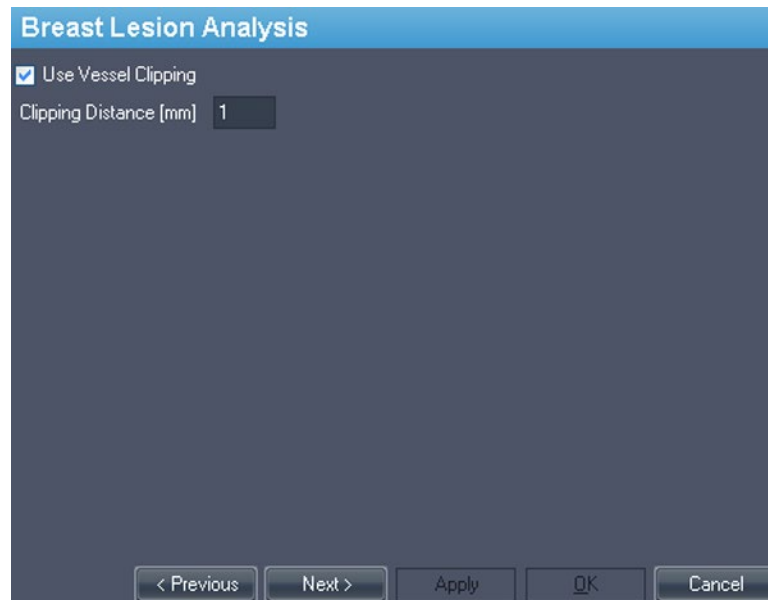 Breast Lesion Analysis
Use Vessel Clipping
Clipping Distance [mm] 1
< Previous Next > Apply OK Cancel